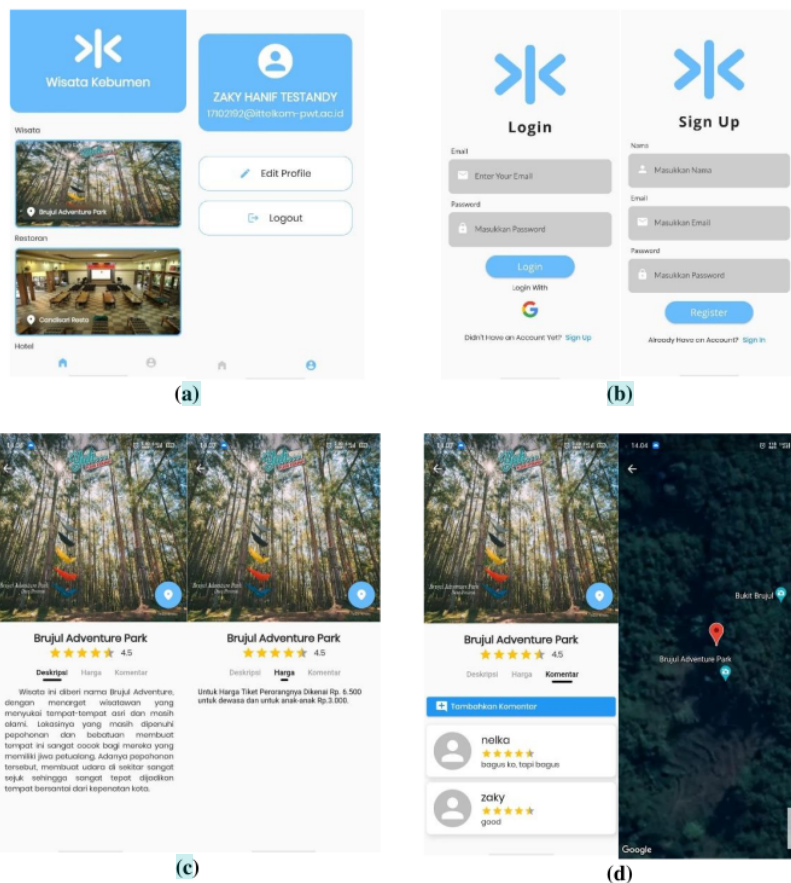 Wisata Kebumen
Wisata
Brujul Adventure Park
Restoran
Candisari Resto
Hotel
ZAKY HANIF TESTANDY
17102192@ittelkom-pwt.ac.id
Edit Profile
Logout
(a)
Login
Email
Enter Your Email
Password
Masukkan Password
Login
Login With
Didn't Have an Account Yet? Sign Up
Sign Up
Nama
Masukkan Nama
Email
Masukkan Email
Password
Masukkan Password
Register
Already Have an Account? Sign In
(b)
14.07
Brujul Adventure Park
4.5
Deskripsi Harga Komentar
Wisata ini diberi nama Brujul Adventure,
dengan menarget wisatawan yang
menyukai tempat-tempat asri dan masih
alami. Lokasinya yang masih dipenuhi
pepohonan dan bebatuan membuat
tempat ini sangat cocok bagi mereka yang
memiliki jiwa petualang. Adanya pepohonan
tersebut, membuat udara di sekitar sangat
sejuk sehingga sangat tepat dijadikan
tempat bersantai dari kepenatan kota.
14.07
Brujul Adventure Park
4.5
Deskripsi Harga Komentar
Untuk Harga Tiket Perorangnya Dikenai Rp. 6.500
untuk dewasa dan untuk anak-anak Rp.3.000.
(c)
14.07
Brujul Adventure Park
4.5
Deskripsi Harga Komentar
Tambahkan Komentar
nelka
bagus ko, tapi bagus
zaky
good
14.04
Bukit Brujul
Brujul Adventure Park
Google
(d)